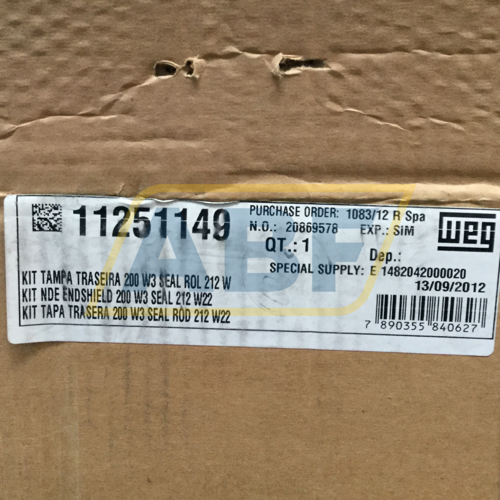 11251149
PURCHASE ORDER: 1083/12 R Spa
N.O.: 20869578 EXP.: SiM
QT.: 1 Dep.:
SPECIAL SUPPLY: E 1482042000020
13/09/2012
WEG
KIT TAMPA TRASEIRA 200 W3 SEAL ROL 212 W
KIT NDE ENDSHIELD 200 W3 SEAL 212 W22
KIT TAPA TRASERA 200 W3 SEAL ROD 212 W22
7 890355 840627
ABF